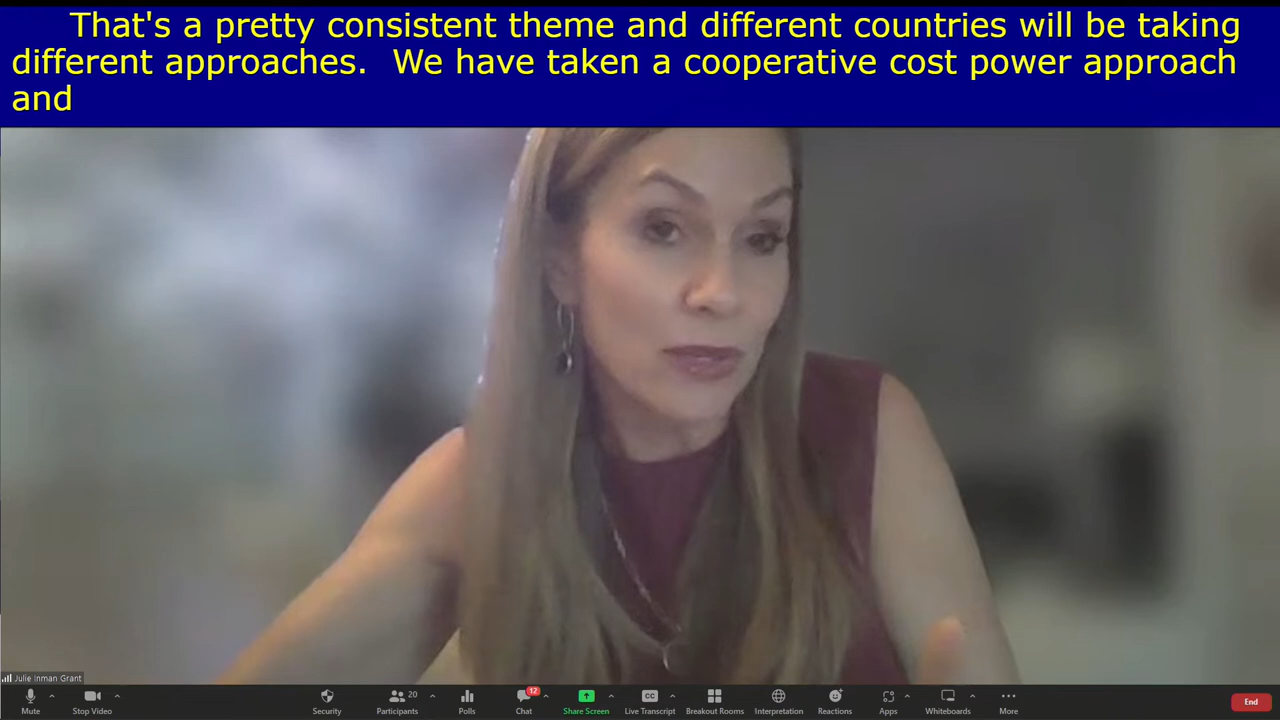 That's a pretty consistent theme and different countries will be taking
different approaches.  We have taken a cooperative cost power approach
and
Julie Inman Grant
Mute
Stop Video
Security
20
Participants
Polls
12
Chat
Share Screen
CC
Live Transcript
Breakout Rooms
Interpretation
Reactions
Apps
Whiteboards
More
End